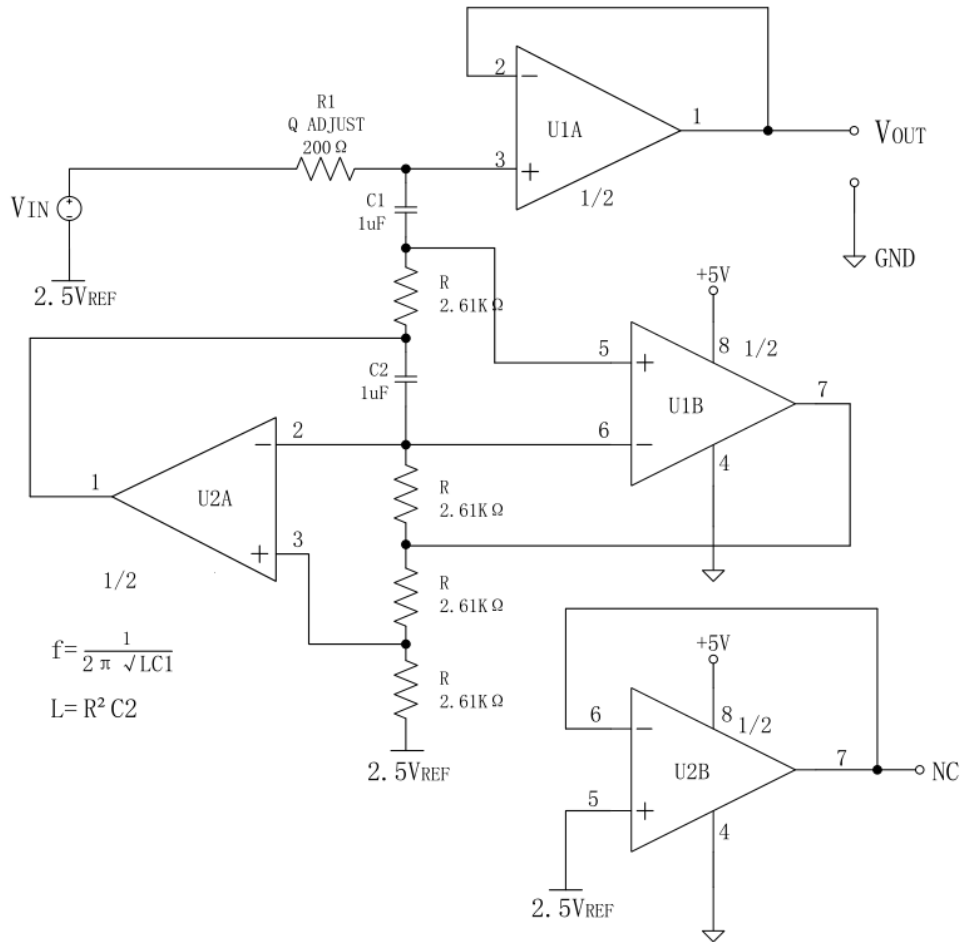 R1
Q ADJUST
200Ω
2
3
1
U1A
1/2
VOUT
GND
VIN
2.5VREF
C1
1uF
R
2.61KΩ
C2
1uF
+5V
8
1/2
5
6
7
U1B
4
2
1
U2A
3
1/2
R
2.61KΩ
R
2.61KΩ
R
2.61KΩ
2.5VREF
f=1/2π√LC1
L=R²C2
+5V
8
1/2
6
5
7
U2B
4
NC
2.5VREF